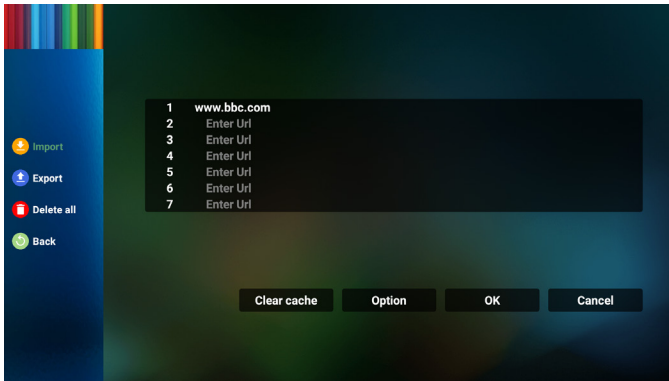 Import
Export
Delete all
Back
1 www.bbc.com
2 Enter Url
3 Enter Url
4 Enter Url
5 Enter Url
6 Enter Url
7 Enter Url
Clear cache Option OK Cancel